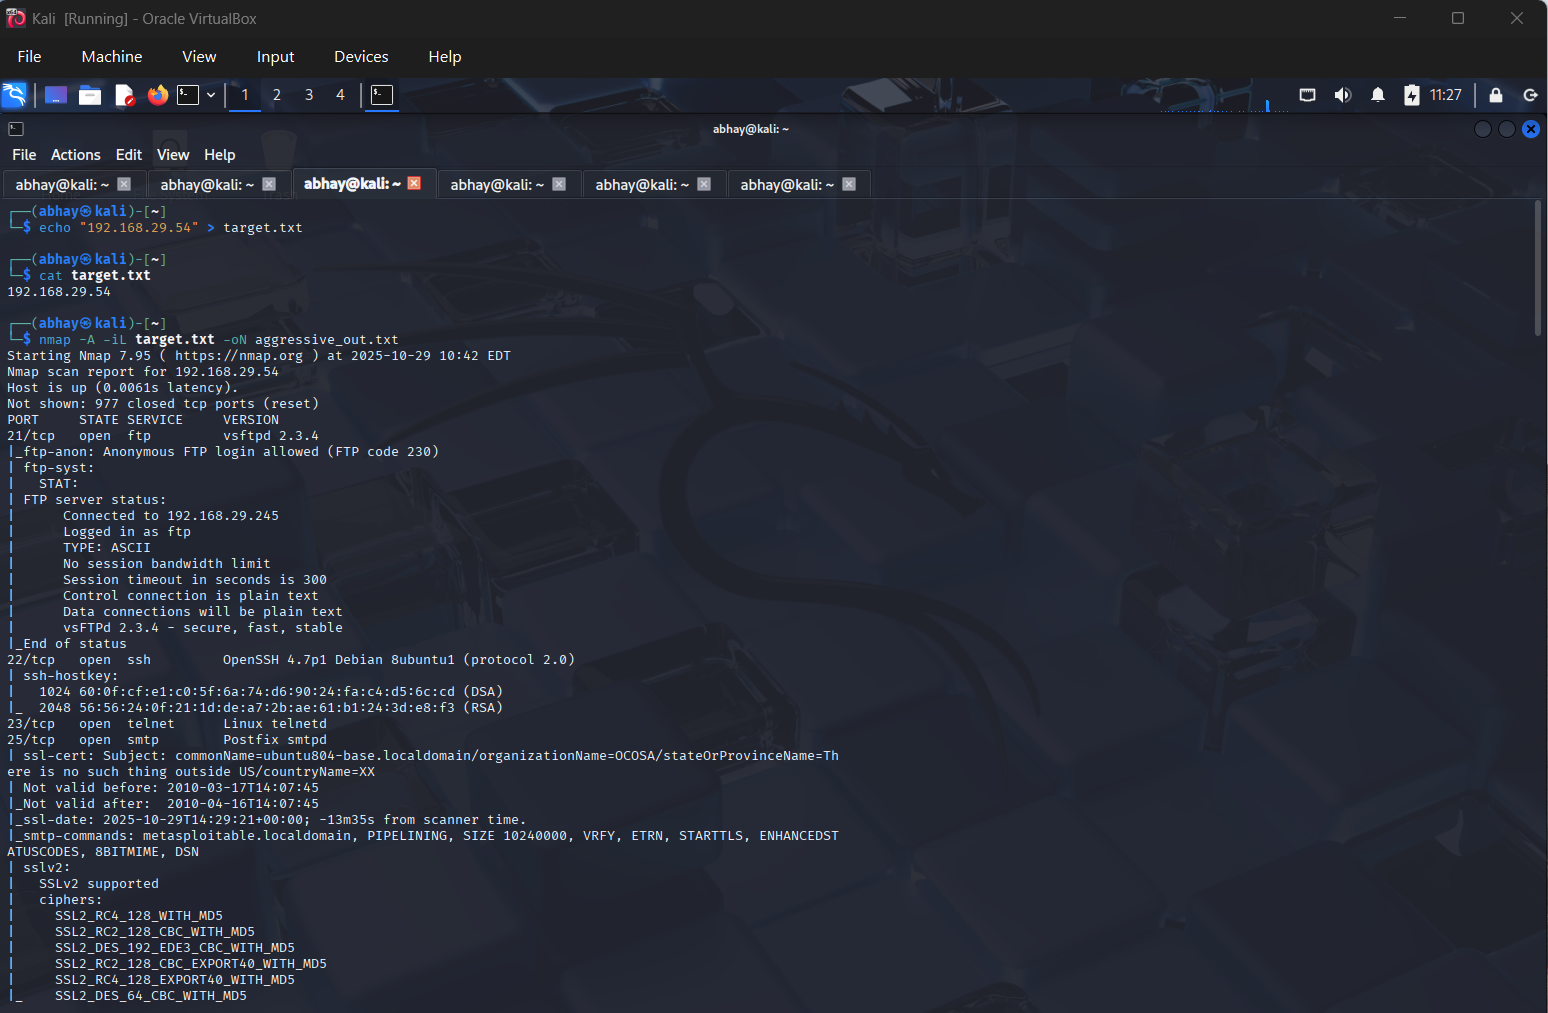 Kali [Running] - Oracle VirtualBox
File Machine View Input Devices Help
1 2 3 4 11:27
abhay@kali: ~
File Actions Edit View Help
abhay@kali: ~ abhay@kali: ~ abhay@kali: ~ abhay@kali: ~ abhay@kali: ~ abhay@kali: ~
┌──(abhay㉿kali)-[~]
└─$ echo "192.168.29.54" > target.txt
┌──(abhay㉿kali)-[~]
└─$ cat target.txt
192.168.29.54
┌──(abhay㉿kali)-[~]
└─$ nmap -A -iL target.txt -oN aggressive_out.txt
Starting Nmap 7.95 ( https://nmap.org ) at 2025-10-29 10:42 EDT
Nmap scan report for 192.168.29.54
Host is up (0.0061s latency).
Not shown: 977 closed tcp ports (reset)
PORT     STATE SERVICE     VERSION
21/tcp   open  ftp         vsftpd 2.3.4
|_ftp-anon: Anonymous FTP login allowed (FTP code 230)
| ftp-syst:
|   STAT:
| FTP server status:
|      Connected to 192.168.29.245
|      Logged in as ftp
|      TYPE: ASCII
|      No session bandwidth limit
|      Session timeout in seconds is 300
|      Control connection is plain text
|      Data connections will be plain text
|      vsFTPd 2.3.4 - secure, fast, stable
|_End of status
22/tcp   open  ssh         OpenSSH 4.7p1 Debian 8ubuntu1 (protocol 2.0)
| ssh-hostkey:
|   1024 60:0f:cf:e1:c0:5f:6a:74:d6:90:24:fa:c4:d5:6c:cd (DSA)
|_  2048 56:56:24:0f:21:1d:de:a7:2b:ae:61:b1:24:3d:e8:f3 (RSA)
23/tcp   open  telnet      Linux telnetd
25/tcp   open  smtp        Postfix smtpd
| ssl-cert: Subject: commonName=ubuntu804-base.localdomain/organizationName=OCOSA/stateOrProvinceName=Th
ere is no such thing outside US/countryName=XX
| Not valid before: 2010-03-17T14:07:45
|_Not valid after:  2010-04-16T14:07:45
|_ssl-date: 2025-10-29T14:29:21+00:00; -13m35s from scanner time.
|_smtp-commands: metasploitable.localdomain, PIPELINING, SIZE 10240000, VRFY, ETRN, STARTTLS, ENHANCEDST
ATUSCODES, 8BITMIME, DSN
| sslv2:
|   SSLv2 supported
|   ciphers:
|     SSL2_RC4_128_WITH_MD5
|     SSL2_RC2_128_CBC_WITH_MD5
|     SSL2_DES_192_EDE3_CBC_WITH_MD5
|     SSL2_RC2_128_CBC_EXPORT40_WITH_MD5
|     SSL2_RC4_128_EXPORT40_WITH_MD5
|_    SSL2_DES_64_CBC_WITH_MD5